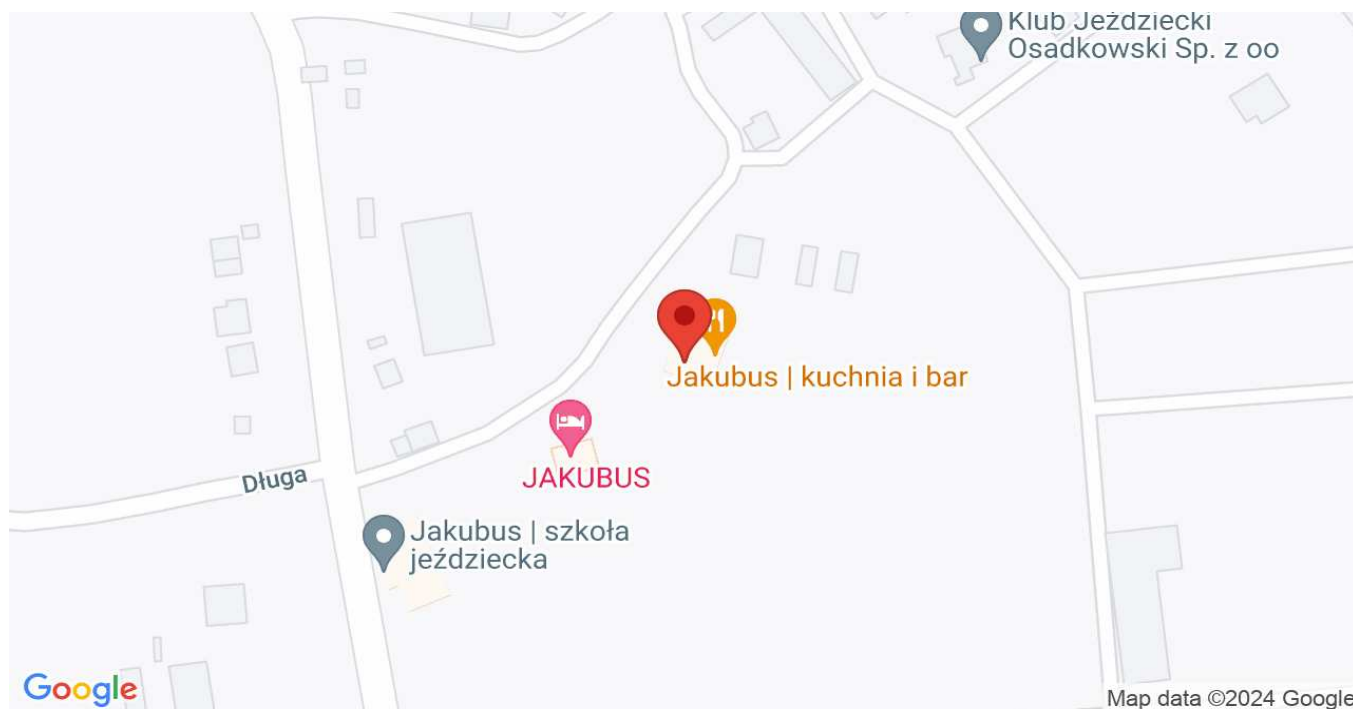 Klub Jeździecki
Osadkowski Sp. z oo
Jakubus | kuchnia i bar
JAKUBUS
Długa
Jakubus | szkoła
jeździecka
Google
Map data ©2024 Google